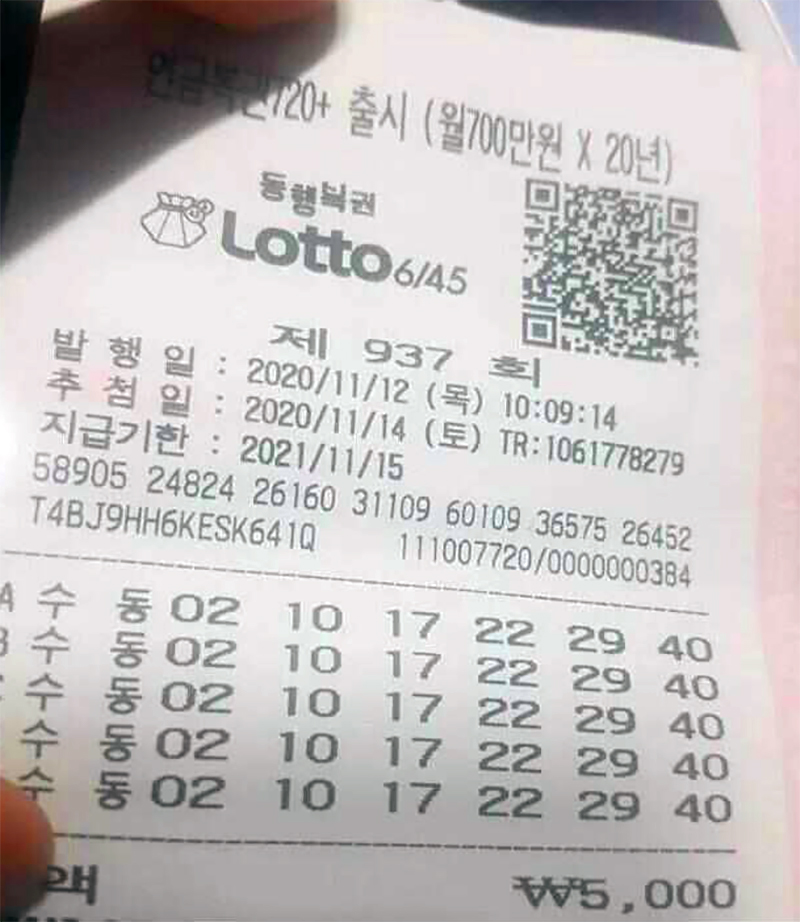 연금복권720+ 출시 (월700만원 X 20년)
동행복권
Lotto6/45
제 937 회
발 행 일 : 2020/11/12 (목) 10:09:14
추 첨 일 : 2020/11/14 (토) TR:1061778279
지급기한 : 2021/11/15
58905 24824 26160 31109 60109 36575 26452
T4BJ9HH6KESK641Q 111007720/0000000384
A 수 동 02 10 17 22 29 40
B 수 동 02 10 17 22 29 40
수 동 02 10 17 22 29 40
수 동 02 10 17 22 29 40
수 동 02 10 17 22 29 40
₩5,000